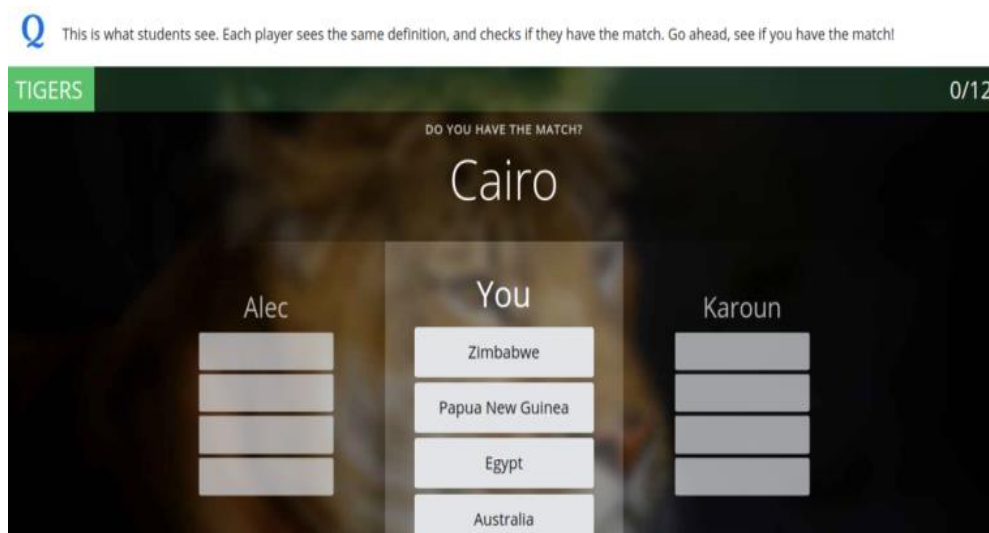 Q This is what students see. Each player sees the same definition, and checks if they have the match. Go ahead, see if you have the match!
TIGERS 0/12
DO YOU HAVE THE MATCH?
Cairo
Alec You Karoun
Zimbabwe
Papua New Guinea
Egypt
Australia